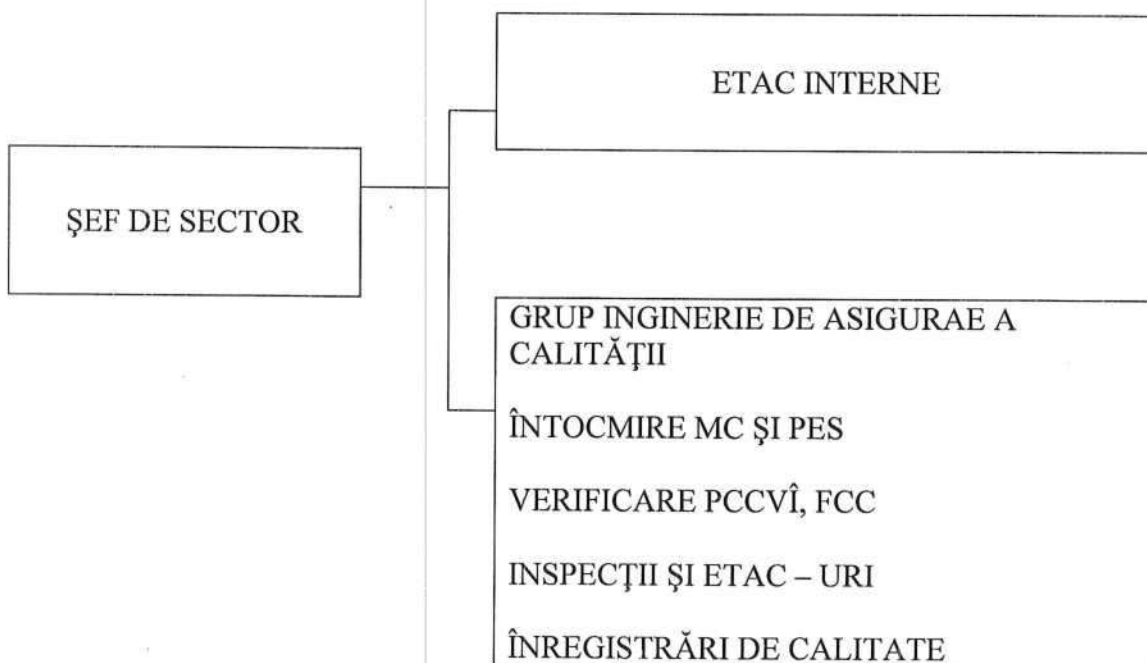 ETAC INTERNE
ŞEF DE SECTOR
GRUP INGINERIE DE ASIGURAE A
CALITĂŢII
ÎNTOCMIRE MC ŞI PES
VERIFICARE PCCVÎ, FCC
INSPECŢII ŞI ETAC – URI
ÎNREGISTRĂRI DE CALITATE